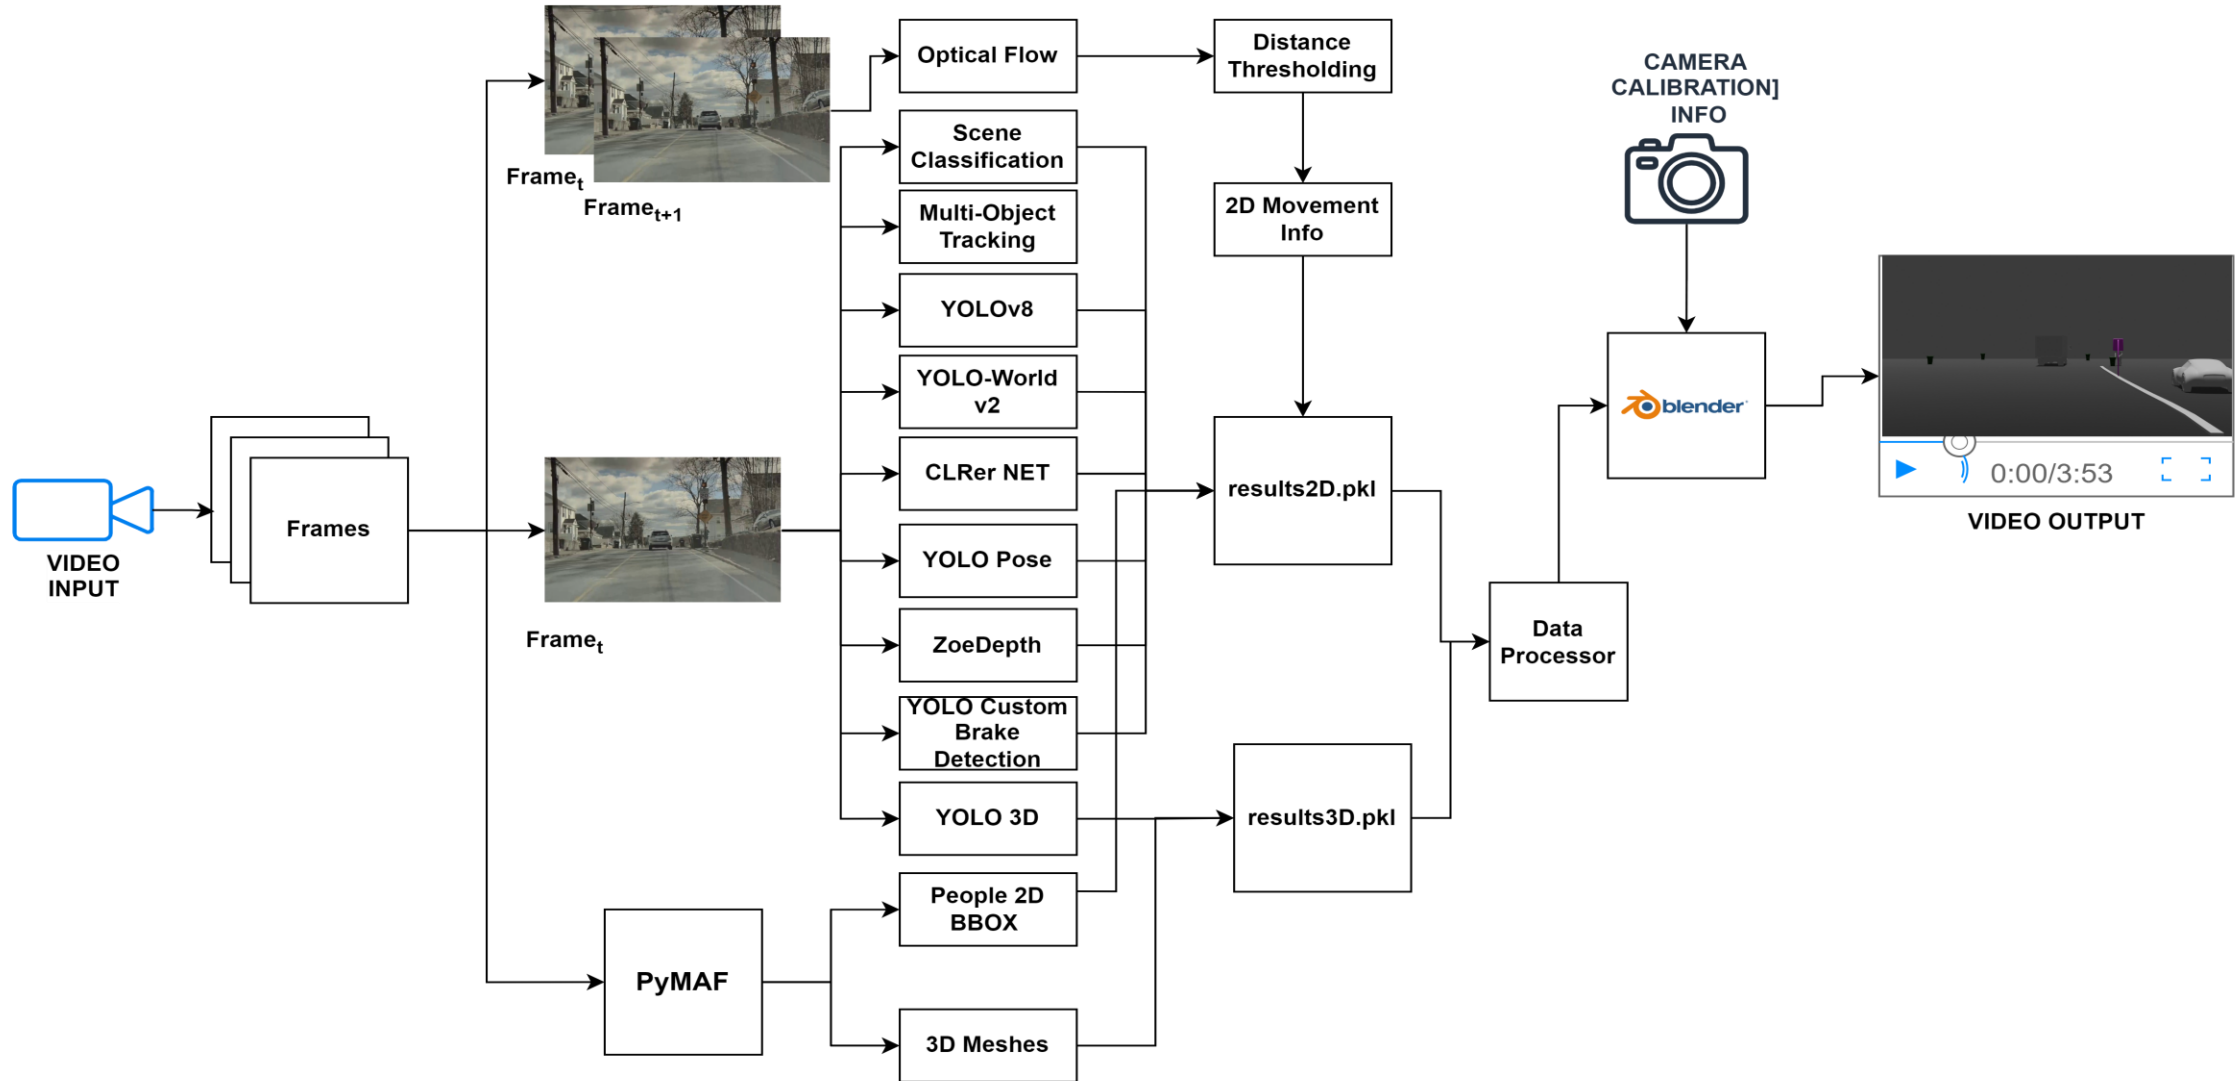 VIDEO
INPUT
Frames
Frameₜ
Frameₜ₊₁
Frameₜ
PyMAF
Optical Flow
Scene
Classification
Multi-Object
Tracking
YOLOv8
YOLO-World
v2
CLRer NET
YOLO Pose
ZoeDepth
YOLO Custom
Brake
Detection
YOLO 3D
People 2D
BBOX
3D Meshes
Distance
Thresholding
2D Movement
Info
results2D.pkl
results3D.pkl
Data
Processor
CAMERA
CALIBRATION]
INFO
blender
0:00/3:53
VIDEO OUTPUT